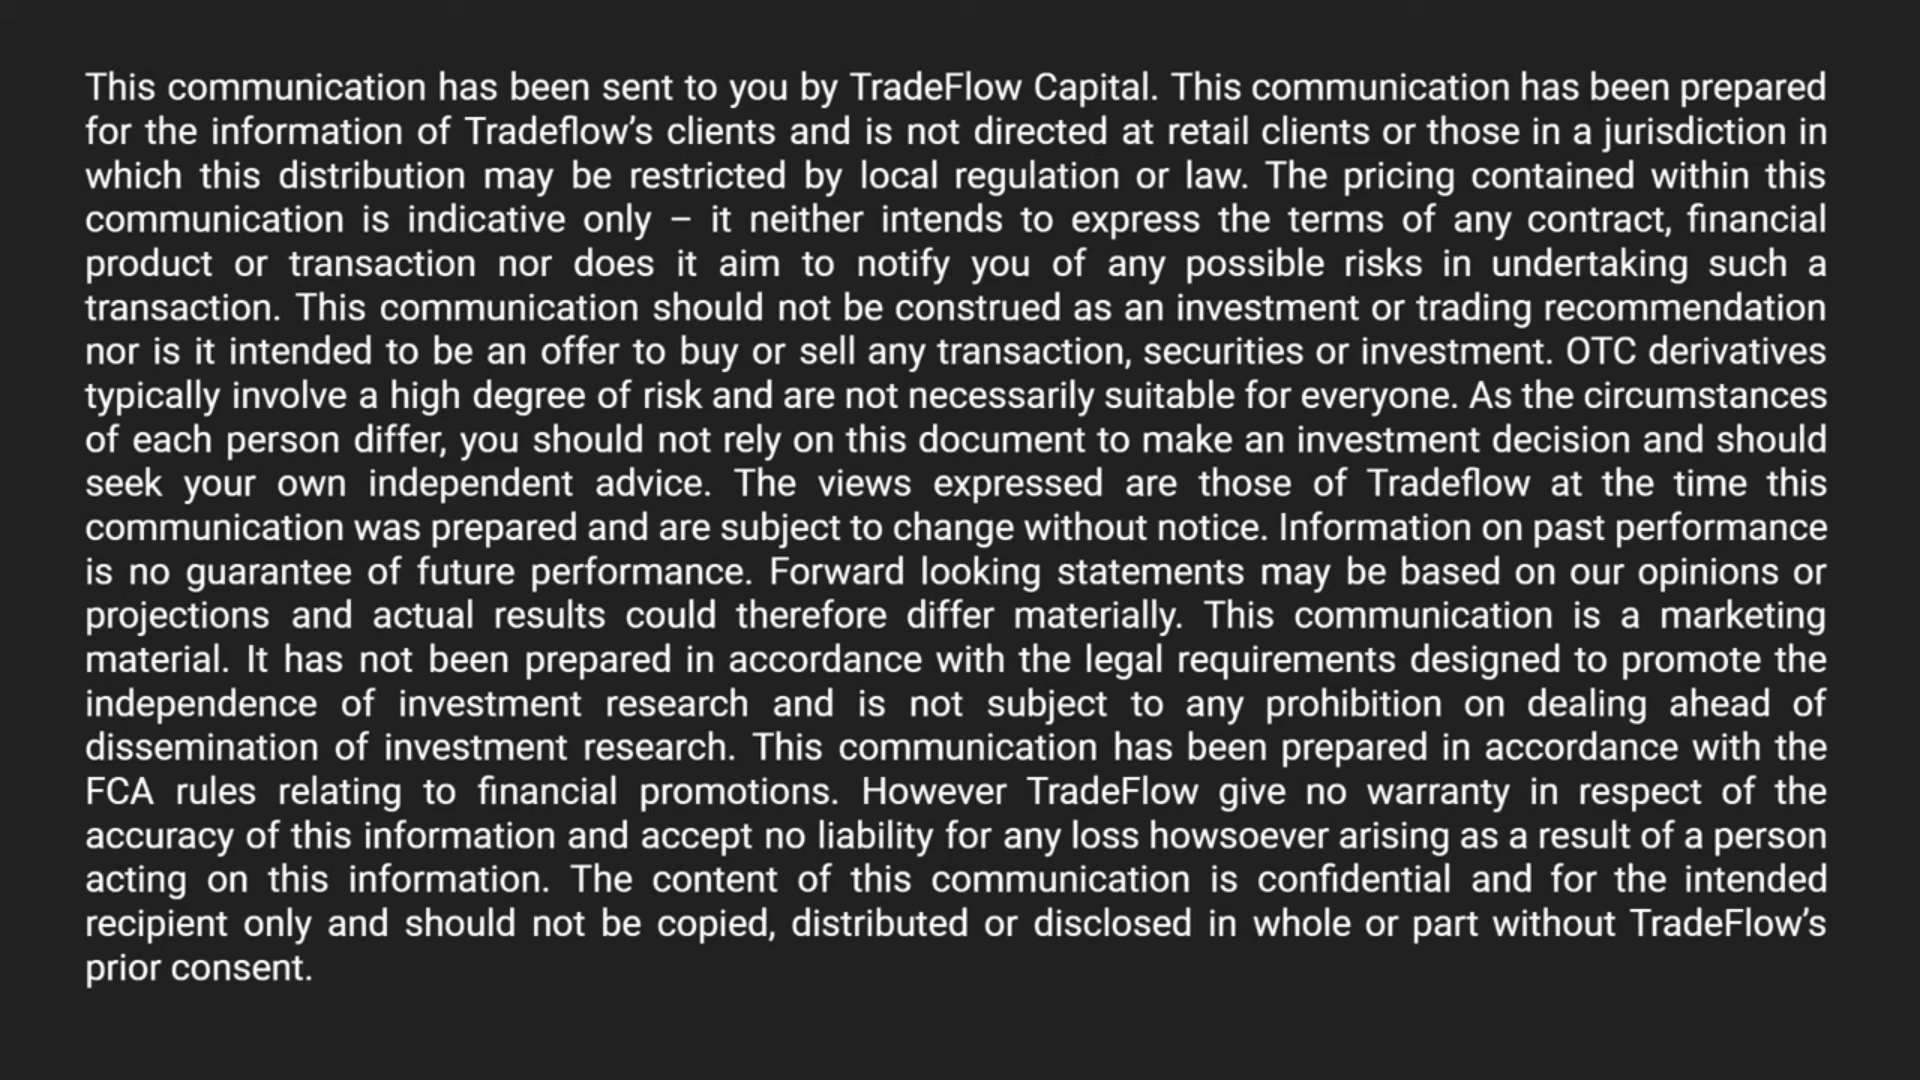 This communication has been sent to you by TradeFlow Capital. This communication has been prepared
for the information of Tradeflow’s clients and is not directed at retail clients or those in a jurisdiction in
which this distribution may be restricted by local regulation or law. The pricing contained within this
communication is indicative only – it neither intends to express the terms of any contract, financial
product or transaction nor does it aim to notify you of any possible risks in undertaking such a
transaction. This communication should not be construed as an investment or trading recommendation
nor is it intended to be an offer to buy or sell any transaction, securities or investment. OTC derivatives
typically involve a high degree of risk and are not necessarily suitable for everyone. As the circumstances
of each person differ, you should not rely on this document to make an investment decision and should
seek your own independent advice. The views expressed are those of Tradeflow at the time this
communication was prepared and are subject to change without notice. Information on past performance
is no guarantee of future performance. Forward looking statements may be based on our opinions or
projections and actual results could therefore differ materially. This communication is a marketing
material. It has not been prepared in accordance with the legal requirements designed to promote the
independence of investment research and is not subject to any prohibition on dealing ahead of
dissemination of investment research. This communication has been prepared in accordance with the
FCA rules relating to financial promotions. However TradeFlow give no warranty in respect of the
accuracy of this information and accept no liability for any loss howsoever arising as a result of a person
acting on this information. The content of this communication is confidential and for the intended
recipient only and should not be copied, distributed or disclosed in whole or part without TradeFlow’s
prior consent.